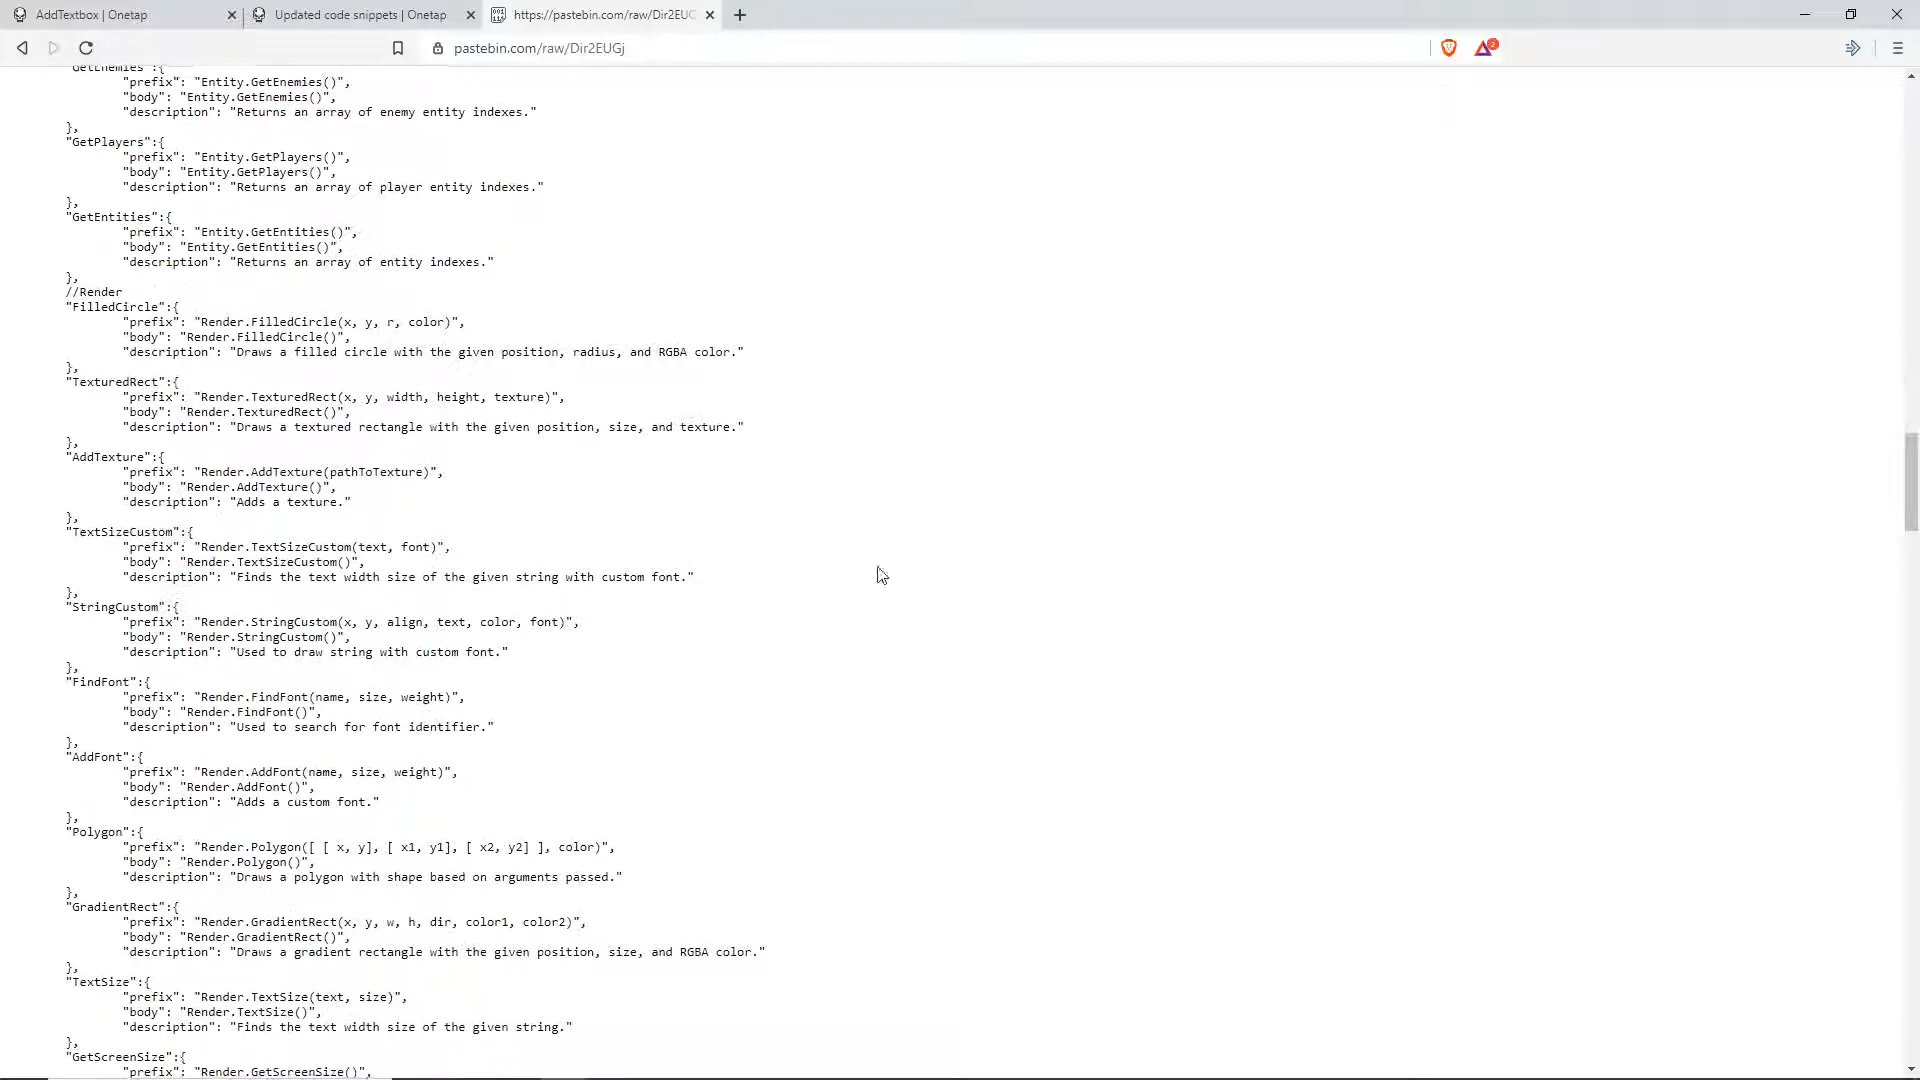 AddTextbox | Onetap
Updated code snippets | Onetap
https://pastebin.com/raw/Dir2EUG
pastebin.com/raw/Dir2EUGj
2
"GetEnemies":{
"prefix": "Entity.GetEnemies()",
"body": "Entity.GetEnemies()",
"description": "Returns an array of enemy entity indexes."
},
"GetPlayers":{
"prefix": "Entity.GetPlayers()",
"body": "Entity.GetPlayers()",
"description": "Returns an array of player entity indexes."
},
"GetEntities":{
"prefix": "Entity.GetEntities()",
"body": "Entity.GetEntities()",
"description": "Returns an array of entity indexes."
},
//Render
"FilledCircle":{
"prefix": "Render.FilledCircle(x, y, r, color)",
"body": "Render.FilledCircle()",
"description": "Draws a filled circle with the given position, radius, and RGBA color."
},
"TexturedRect":{
"prefix": "Render.TexturedRect(x, y, width, height, texture)",
"body": "Render.TexturedRect()",
"description": "Draws a textured rectangle with the given position, size, and texture."
},
"AddTexture":{
"prefix": "Render.AddTexture(pathToTexture)",
"body": "Render.AddTexture()",
"description": "Adds a texture."
},
"TextSizeCustom":{
"prefix": "Render.TextSizeCustom(text, font)",
"body": "Render.TextSizeCustom()",
"description": "Finds the text width size of the given string with custom font."
},
"StringCustom":{
"prefix": "Render.StringCustom(x, y, align, text, color, font)",
"body": "Render.StringCustom()",
"description": "Used to draw string with custom font."
},
"FindFont":{
"prefix": "Render.FindFont(name, size, weight)",
"body": "Render.FindFont()",
"description": "Used to search for font identifier."
},
"AddFont":{
"prefix": "Render.AddFont(name, size, weight)",
"body": "Render.AddFont()",
"description": "Adds a custom font."
},
"Polygon":{
"prefix": "Render.Polygon([ [ x, y], [ x1, y1], [ x2, y2] ], color)",
"body": "Render.Polygon()",
"description": "Draws a polygon with shape based on arguments passed."
},
"GradientRect":{
"prefix": "Render.GradientRect(x, y, w, h, dir, color1, color2)",
"body": "Render.GradientRect()",
"description": "Draws a gradient rectangle with the given position, size, and RGBA color."
},
"TextSize":{
"prefix": "Render.TextSize(text, size)",
"body": "Render.TextSize()",
"description": "Finds the text width size of the given string."
},
"GetScreenSize":{
"prefix": "Render.GetScreenSize()",